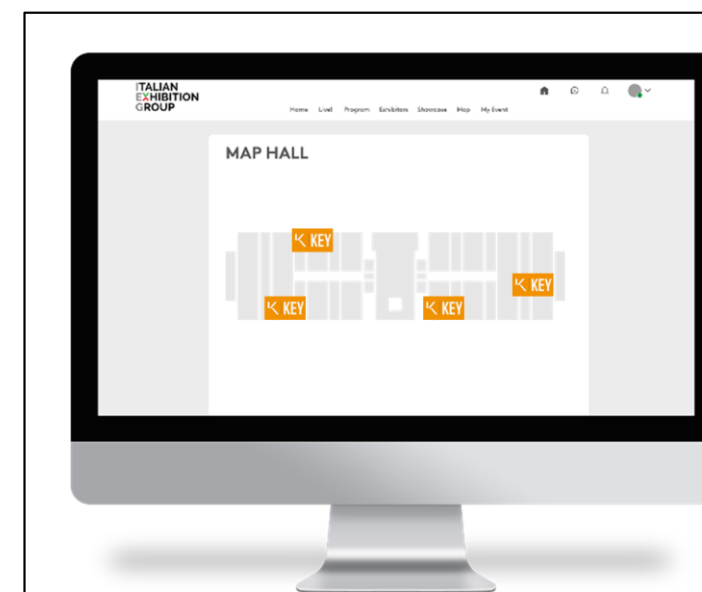 ITALIAN
EXHIBITION
GROUP
Home Live! Program Exhibitors Showcase Map My Event
MAP HALL
KEY
KEY
KEY
KEY